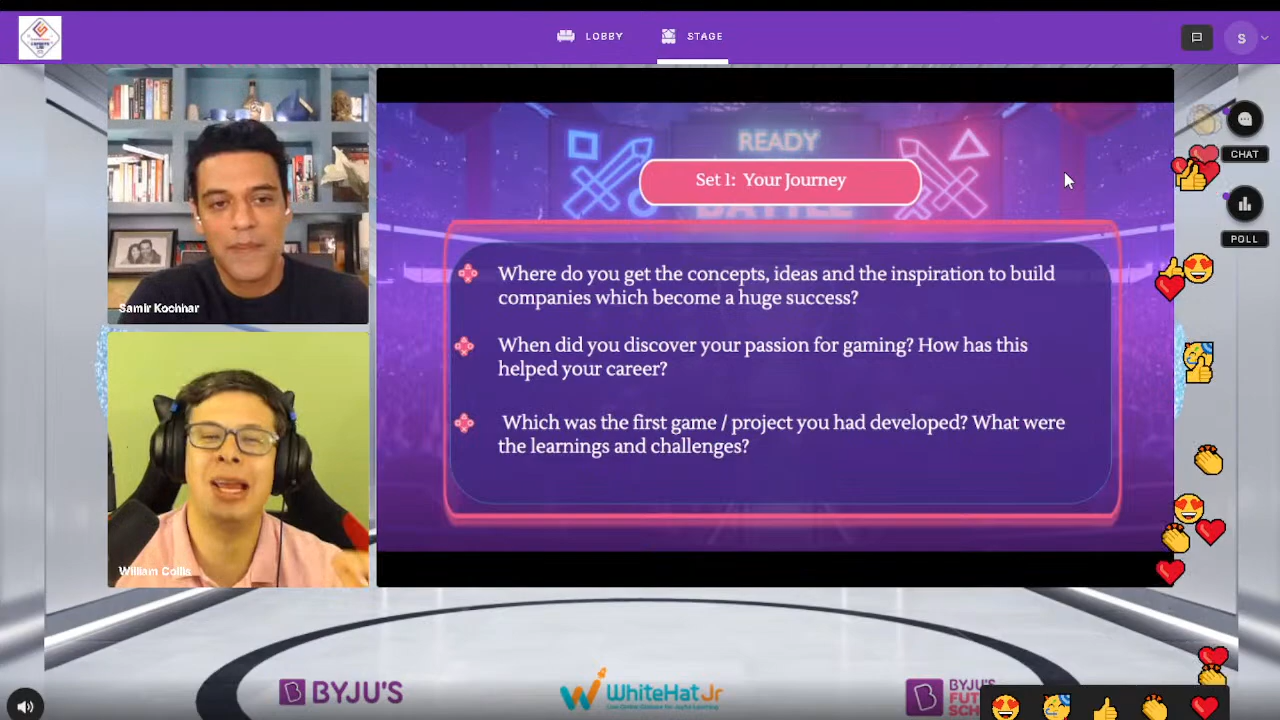 LOBBY
STAGE
S
READY
BATTLE
Set 1: Your Journey
CHAT
POLL
Where do you get the concepts, ideas and the inspiration to build
companies which become a huge success?
When did you discover your passion for gaming? How has this
helped your career?
Which was the first game / project you had developed? What were
the learnings and challenges?
Samir Kochhar
William Collis
BYJU'S
WhiteHat Jr
BYJU'S
FUT
SCH